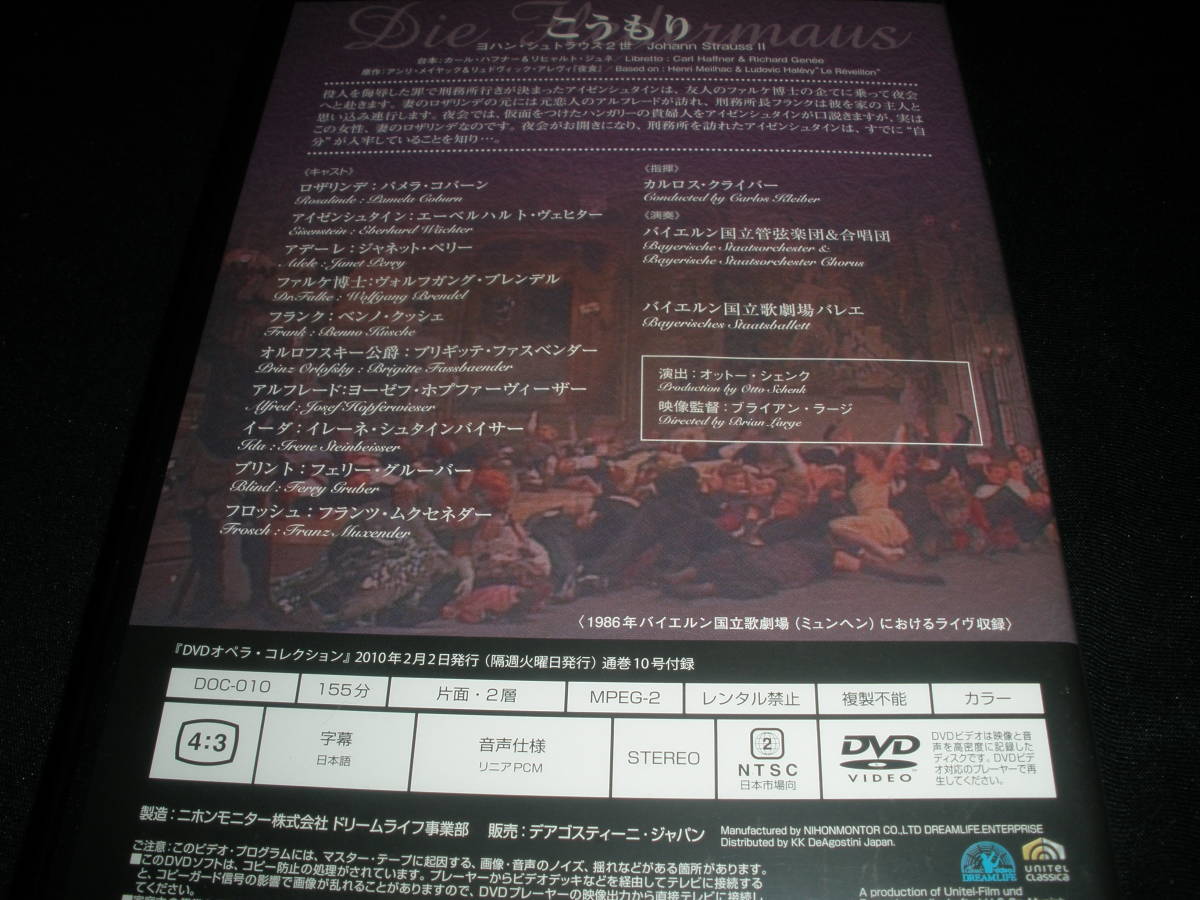 Die Fledermaus
こうもり
ヨハン・シュトラウス2世 Johann Strauss II
台本:カール・ハフナー&リヒャルト・ジュネ/Libretto : Carl Haffner & Richard Genée
原作:アンリ・メイヤック&リュドヴィック・アレヴィ『夜食』/Based on : Henri Meilhac & Ludovic Halévy "Le Réveillon"
役人を侮辱した罪で刑務所行きが決まったアイゼンシュタインは、友人のファルケ博士の企てに乗って夜会
へと赴きます。妻のロザリンデの元には元恋人のアルフレードが訪れ、刑務所長フランクは彼を家の主人と
思い込み連行します。夜会では、仮面をつけたハンガリーの貴婦人をアイゼンシュタインが口説きますが、実は
この女性、妻のロザリンデなのです。夜会がお開きになり、刑務所を訪れたアイゼンシュタインは、すでに"自
分"が入牢していることを知り…。
《キャスト》
ロザリンデ:パメラ・コバーン
Rosalinde : Pamela Coburn
アイゼンシュタイン:エーベルハルト・ヴェヒター
Eisenstein : Eberhard Wächter
アデーレ:ジャネット・ペリー
Adele : Janet Perry
ファルケ博士:ヴォルフガング・ブレンデル
Dr.Falke : Wolfgang Brendel
フランク:ベンノ・クッシェ
Frank : Benno Kusche
オルロフスキー公爵:ブリギッテ・ファスベンダー
Prinz Orlofsky : Brigitte Fassbaender
アルフレード:ヨーゼフ・ホプファーヴィーザー
Alfred : Josef Hopferwieser
イーダ:イレーネ・シュタインバイサー
Ida : Irene Steinbeisser
ブリント:フェリー・グルーバー
Blind : Ferry Gruber
フロッシュ:フランツ・ムクセネダー
Frosch : Franz Muxender
《指揮》
カルロス・クライバー
Conducted by Carlos Kleiber
《演奏》
バイエルン国立管弦楽団&合唱団
Bayerische Staatsorchester &
Bayerische Staatsorchester Chorus
バイエルン国立歌劇場バレエ
Bayerisches Staatsballett
演出:オットー・シェンク
Production by Otto Schenk
映像監督:ブライアン・ラージ
Directed by Brian Large
〈1986年バイエルン国立歌劇場(ミュンヘン)におけるライヴ収録〉
『DVDオペラ・コレクション』2010年2月2日発行(隔週火曜日発行)通巻10号付録
DOC-010 155分 片面・2層 MPEG-2 レンタル禁止 複製不能 カラー
4:3
字幕
日本語
音声仕様
リニアPCM
STEREO
2
NTSC
日本市場向
DVD
VIDEO
DVDビデオは映像と音
声を高密度に記録した
ディスクです。DVDビデ
オ対応のプレーヤーで再
生してください。
製造:ニホンモニター株式会社 ドリームライフ事業部 販売:デアゴスティーニ・ジャパン
Manufactured by NIHONMONTOR CO.,LTD DREAMLIFE.ENTERPRISE
Distributed by KK DeAgostini Japan.
ご注意:このビデオ・プログラムには、マスター・テープに起因する、画像・音声のノイズ、揺れなどがある箇所があります。
■このDVDソフトは、コピー防止の処理がされています。プレーヤーからビデオデッキなどを経由してテレビに接続する
と、コピーガード信号の影響で画像が乱れることがありますので、DVDプレーヤーの映像出力から直接テレビに接続し
てください。
DREAMLIFE
UNITEL
CLASSICA
A production of Unitel-Film und